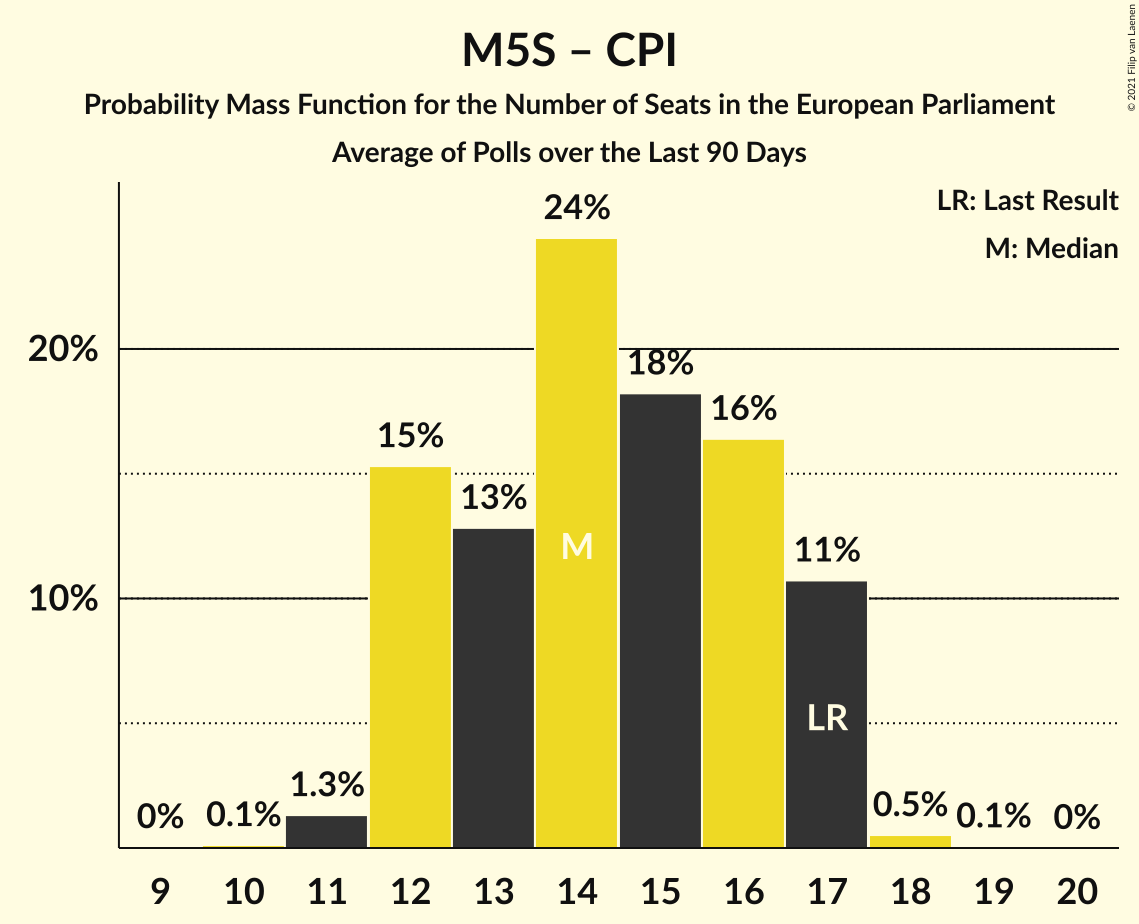 M5S – CPI
Probability Mass Function for the Number of Seats in the European Parliament
Average of Polls over the Last 90 Days
© 2021 Filip van Laenen
LR: Last Result
M: Median
20%
10%
0%
0.1%
1.3%
15%
13%
24%
M
18%
16%
11%
LR
0.5%
0.1%
0%
9 10 11 12 13 14 15 16 17 18 19 20